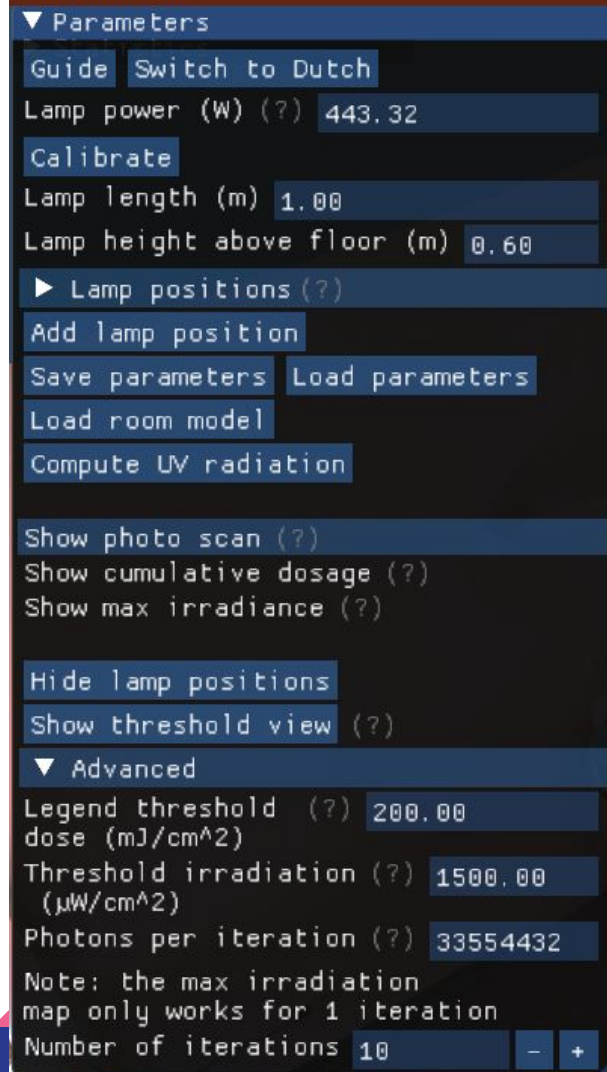 ▼ Parameters
Statistics
Guide Switch to Dutch
Lamp power (W) (?) 443.32
Calibrate
Lamp length (m) 1.00
Lamp height above floor (m) 0.60
▶ Lamp positions (?)
Add lamp position
Save parameters Load parameters
Load room model
Compute UV radiation
Show photo scan (?)
Show cumulative dosage (?)
Show max irradiance (?)
Hide lamp positions
Show threshold view (?)
▼ Advanced
Legend threshold (?) 200.00
dose (mJ/cm^2)
Threshold irradiation (?) 1500.00
(µW/cm^2)
Photons per iteration (?) 33554432
Note: the max irradiation
map only works for 1 iteration
Number of iterations 10 - +